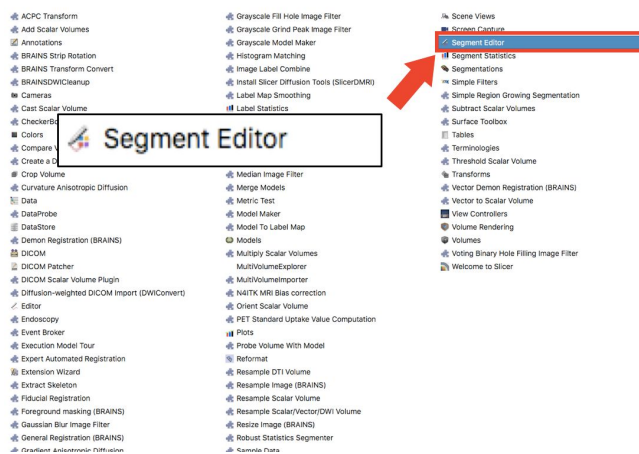 ACPC Transform
Add Scalar Volumes
Annotations
BRAINS Strip Rotation
BRAINS Transform Convert
BRAINSDWICleanup
Cameras
Cast Scalar Volume
Colors
Crop Volume
Curvature Anisotropic Diffusion
Data
DataProbe
DataStore
Demon Registration (BRAINS)
DICOM
DICOM Patcher
DICOM Scalar Volume Plugin
Diffusion-weighted DICOM Import (DWIConvert)
Editor
Endoscopy
Event Broker
Execution Model Tour
Expert Automated Registration
Extension Wizard
Extract Skeleton
Fiducial Registration
Foreground masking (BRAINS)
Gaussian Blur Image Filter
General Registration (BRAINS)
Gradient Anisotropic Diffusion
Segment Editor
Grayscale Fill Hole Image Filter
Grayscale Grind Peak Image Filter
Grayscale Model Maker
Histogram Matching
Image Label Combine
Install Slicer Diffusion Tools (SlicerDMRI)
Label Map Smoothing
Label Statistics
Median Image Filter
Merge Models
Metric Test
Model Maker
Model To Label Map
Models
Multiply Scalar Volumes
MultiVolumeExplorer
MultiVolumeImporter
N4ITK MRI Bias correction
Orient Scalar Volume
PET Standard Uptake Value Computation
Plots
Probe Volume With Model
Reformat
Resample DTI Volume
Resample Image (BRAINS)
Resample Scalar Volume
Resample Scalar/Vector/DWI Volume
Resize Image (BRAINS)
Robust Statistics Segmenter
Sample Data
Scene Views
Screen Capture
Segment Editor
Segment Statistics
Segmentations
Simple Filters
Simple Region Growing Segmentation
Subtract Scalar Volumes
Surface Toolbox
Tables
Terminologies
Threshold Scalar Volume
Transforms
Vector Demon Registration (BRAINS)
Vector to Scalar Volume
View Controllers
Volume Rendering
Volumes
Voting Binary Hole Filling Image Filter
Welcome to Slicer